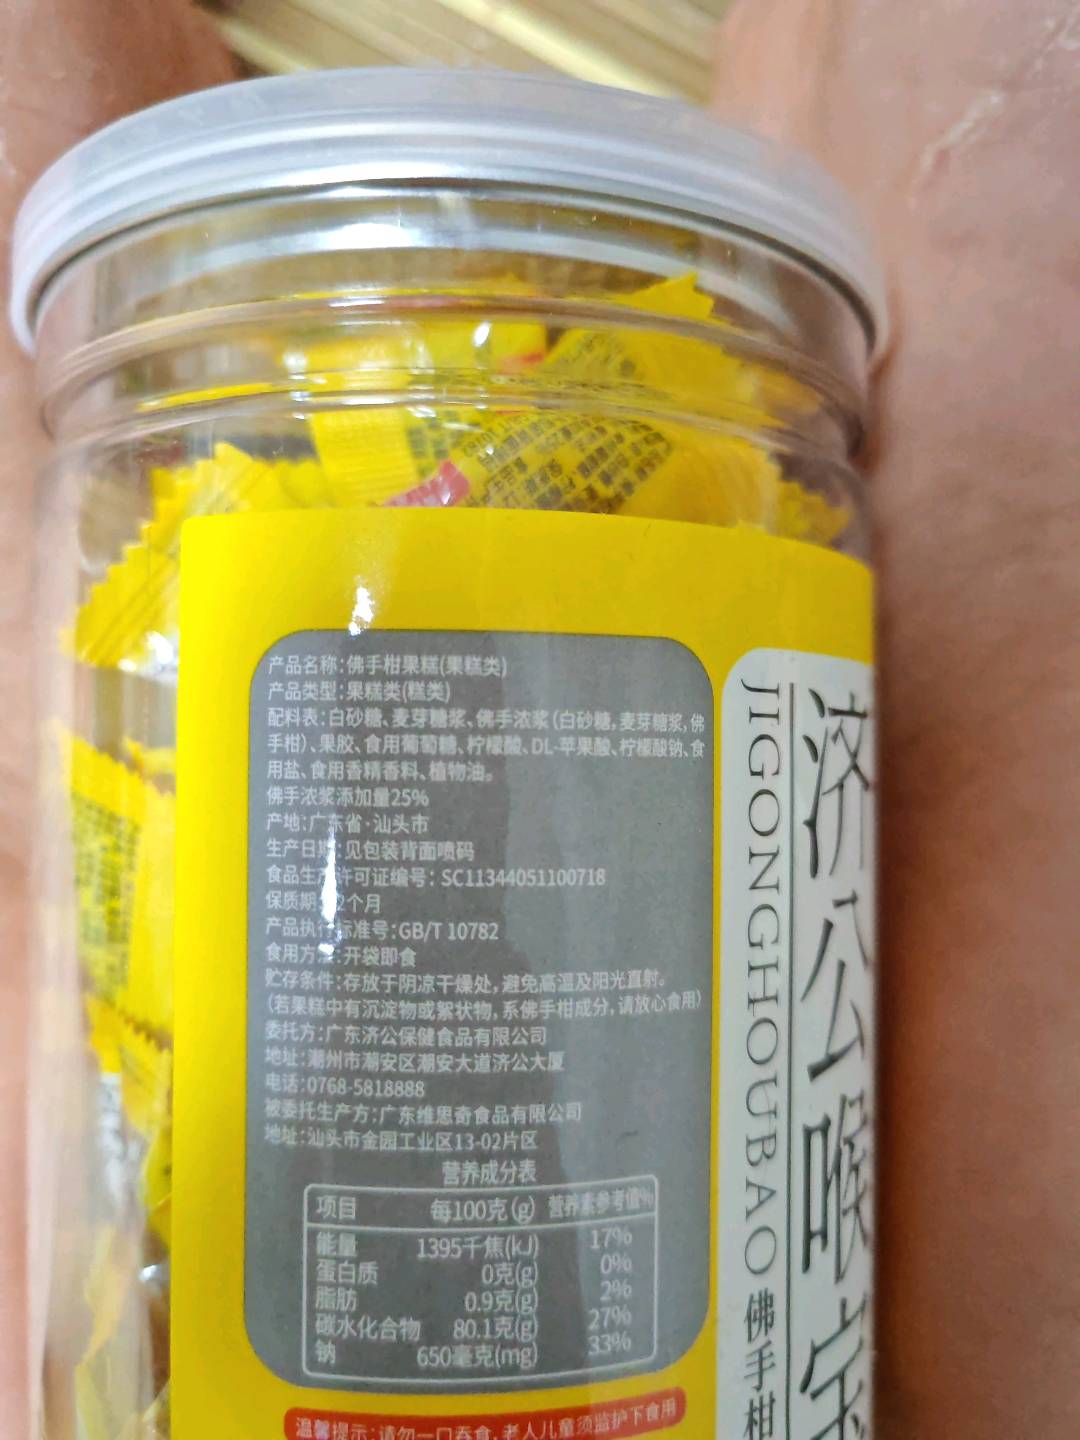 产品名称:佛手柑果糕(果糕类)
产品类型:果糕类(糕类)
配料表:白砂糖、麦芽糖浆、佛手浓浆(白砂糖,麦芽糖浆,佛
手柑)、果胶、食用葡萄糖、柠檬酸、DL-苹果酸、柠檬酸钠、食
用盐、食用香精香料、植物油。
佛手浓浆添加量25%
产地:广东省·汕头市
生产日期:见包装背面喷码
食品生产许可证编号:SC11344051100718
保质期: 2个月
产品执行标准号:GB/T 10782
食用方法:开袋即食
贮存条件:存放于阴凉干燥处,避免高温及阳光直射。
(若果糕中有沉淀物或絮状物,系佛手柑成分,请放心食用)
委托方:广东济公保健食品有限公司
地址:潮州市潮安区潮安大道济公大厦
电话:0768-5818888
被委托生产方:广东维思奇食品有限公司
地址:汕头市金园工业区13-02片区
营养成分表
项目 每100克(g) 营养素参考值%
能量 1395千焦(kJ) 17%
蛋白质 0克(g) 0%
脂肪 0.9克(g) 2%
碳水化合物 80.1克(g) 27%
钠 650毫克(mg) 33%
温馨提示:请勿一口吞食,老人儿童须监护下食用
JIGONGHOUBAO 佛手柑
济公喉宝